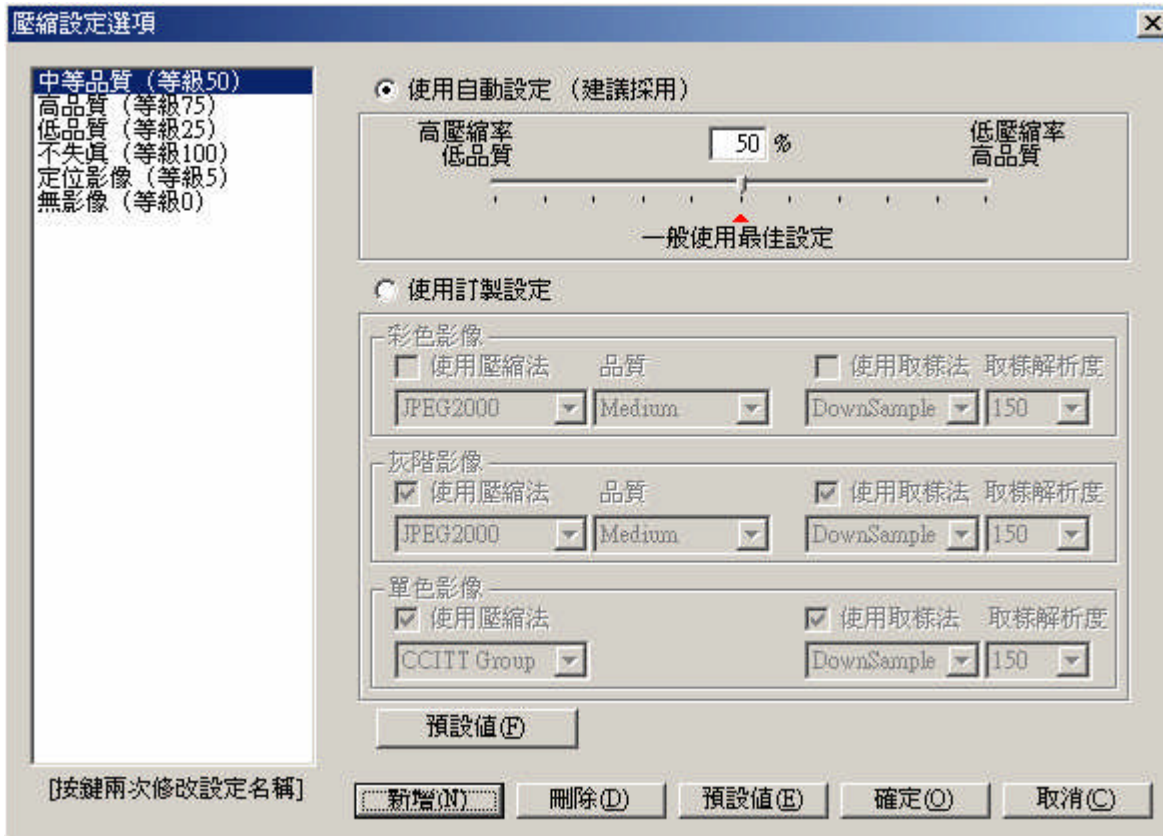 壓縮設定選項
中等品質（等級50）
高品質（等級75）
低品質（等級25）
不失真（等級100）
定位影像（等級5）
無影像（等級0）
[按鍵兩次修改設定名稱]
使用自動設定 （建議採用）
高壓縮率 低壓縮率
低品質 50 % 高品質
一般使用最佳設定
使用訂製設定
彩色影像
使用壓縮法 品質 使用取樣法 取樣解析度
JPEG2000 Medium DownSample 150
灰階影像
使用壓縮法 品質 使用取樣法 取樣解析度
JPEG2000 Medium DownSample 150
單色影像
使用壓縮法 使用取樣法 取樣解析度
CCITT Group DownSample 150
預設值(F)
新增(N) 刪除(D) 預設值(E) 確定(O) 取消(C)